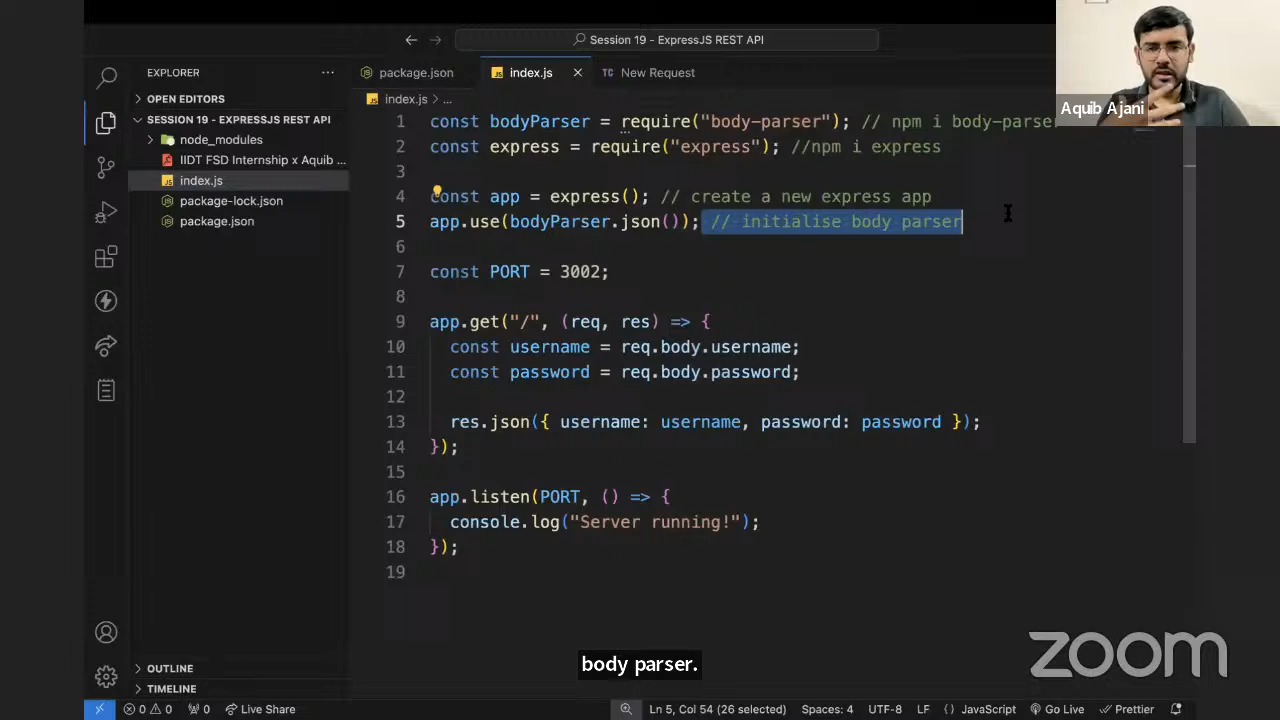 Session 19 - ExpressJS REST API
EXPLORER
package.json
JS index.js
TC New Request
Aquib Ajani
OPEN EDITORS
SESSION 19 - EXPRESSJS REST API
node_modules
IIDT FSD Internship x Aquib ...
JS index.js
package-lock.json
package.json
JS index.js > ...
1 const bodyParser = require("body-parser"); // npm i body-parser
2 const express = require("express"); //npm i express
3
4 const app = express(); // create a new express app
5 app.use(bodyParser.json()); // initialise body parser
6
7 const PORT = 3002;
8
9 app.get("/", (req, res) => {
10 const username = req.body.username;
11 const password = req.body.password;
12
13 res.json({ username: username, password: password });
14 });
15
16 app.listen(PORT, () => {
17 console.log("Server running!");
18 });
19
body parser.
zoom
OUTLINE
TIMELINE
0 0 0 Live Share
Ln 5, Col 54 (26 selected) Spaces: 4 UTF-8 LF {} JavaScript Go Live Prettier